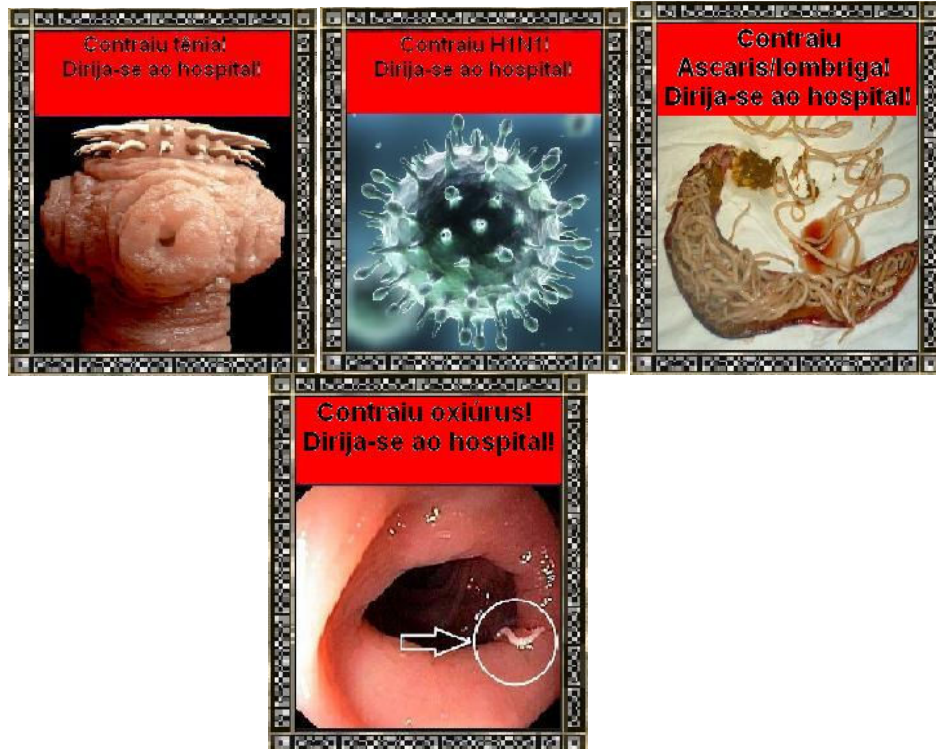 Contraiu tênia!
Dirija-se ao hospital!
Contraiu H1N1!
Dirija-se ao hospital!
Contraiu
Ascaris/lombriga!
Dirija-se ao hospital!
Contraiu oxiúrus!
Dirija-se ao hospital!